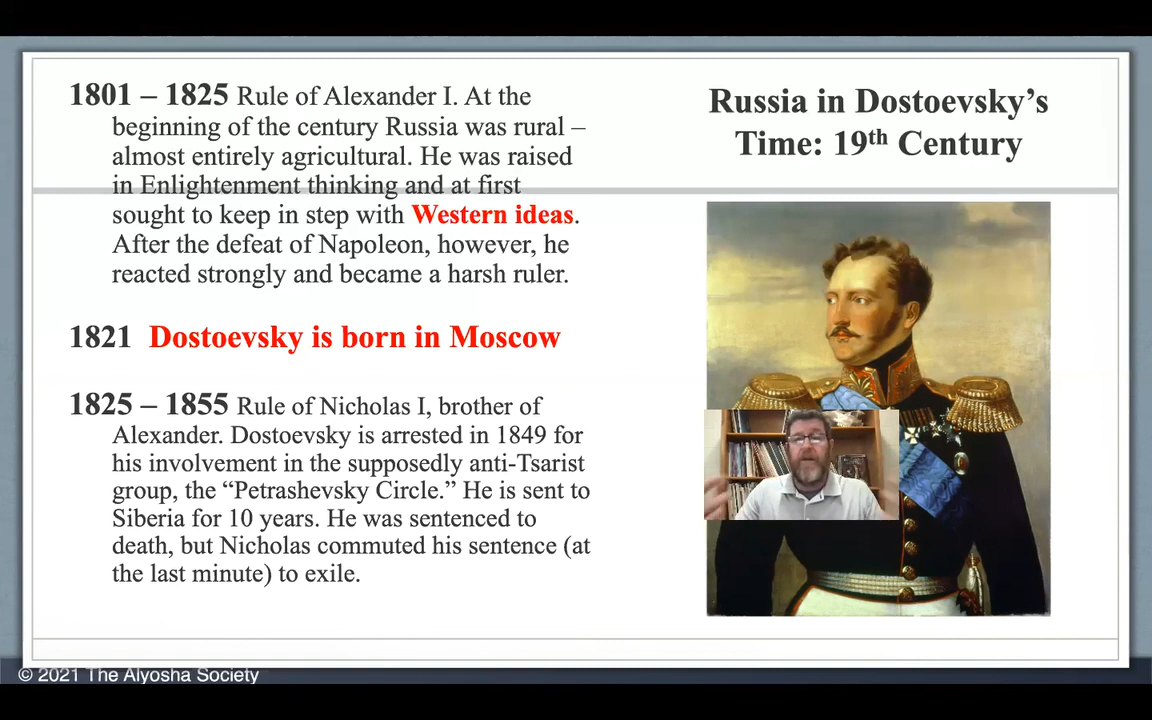 1801 – 1825 Rule of Alexander I. At the
beginning of the century Russia was rural –
almost entirely agricultural. He was raised
in Enlightenment thinking and at first
sought to keep in step with Western ideas.
After the defeat of Napoleon, however, he
reacted strongly and became a harsh ruler.
1821 Dostoevsky is born in Moscow
1825 – 1855 Rule of Nicholas I, brother of
Alexander. Dostoevsky is arrested in 1849 for
his involvement in the supposedly anti-Tsarist
group, the “Petrashevsky Circle.” He is sent to
Siberia for 10 years. He was sentenced to
death, but Nicholas commuted his sentence (at
the last minute) to exile.
Russia in Dostoevsky’s
Time: 19th Century
© 2021 The Alyosha Society